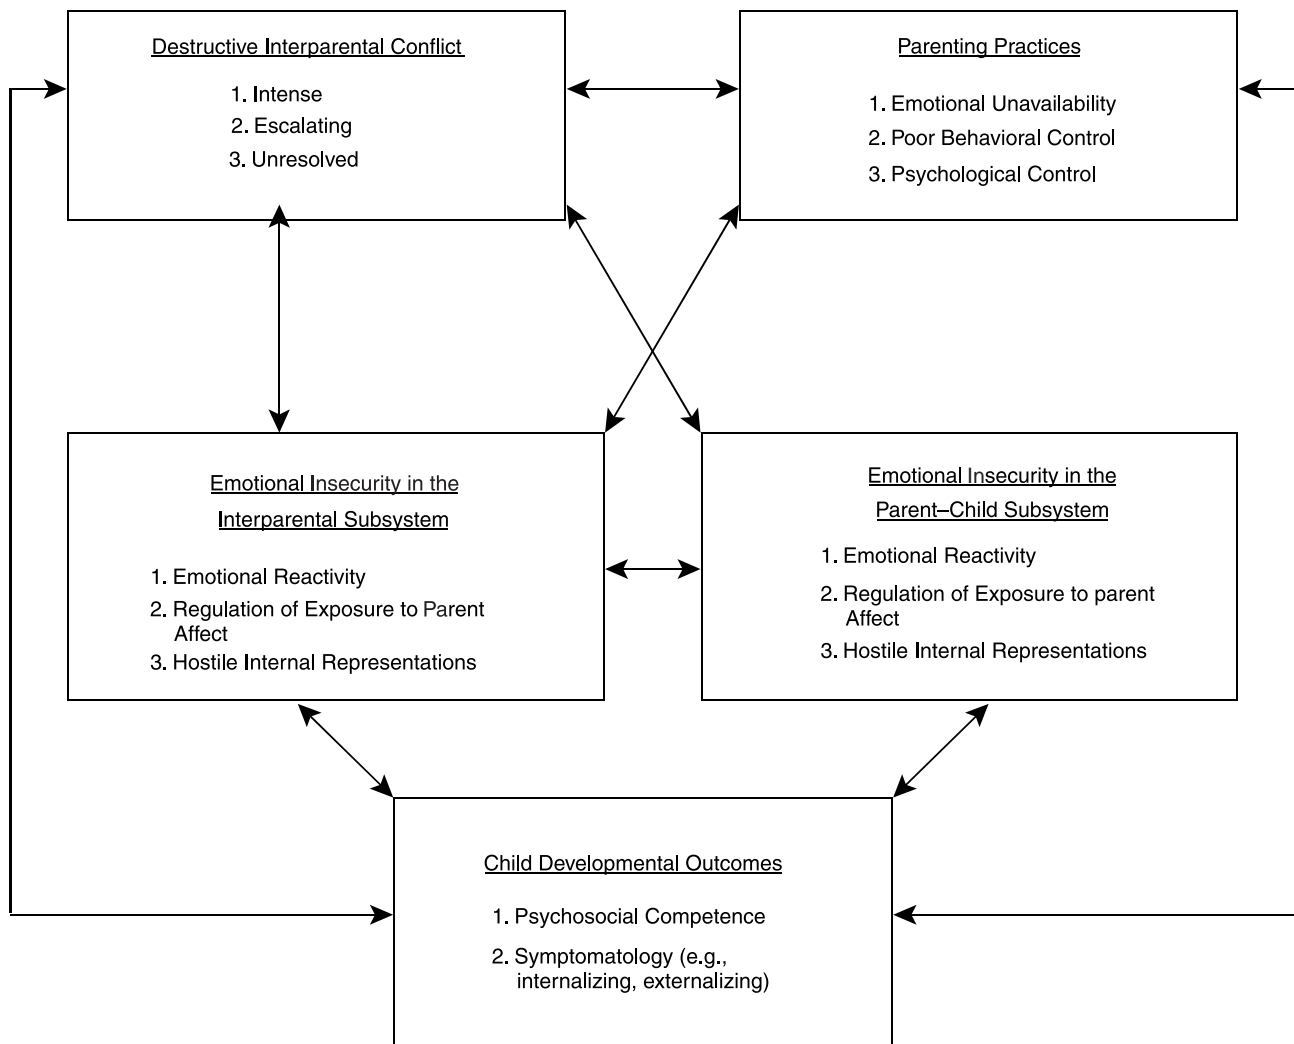 Destructive Interparental Conflict
1. Intense
2. Escalating
3. Unresolved
Parenting Practices
1. Emotional Unavailability
2. Poor Behavioral Control
3. Psychological Control
Emotional Insecurity in the
Interparental Subsystem
1. Emotional Reactivity
2. Regulation of Exposure to Parent
Affect
3. Hostile Internal Representations
Emotional Insecurity in the
Parent–Child Subsystem
1. Emotional Reactivity
2. Regulation of Exposure to parent
Affect
3. Hostile Internal Representations
Child Developmental Outcomes
1. Psychosocial Competence
2. Symptomatology (e.g.,
internalizing, externalizing)